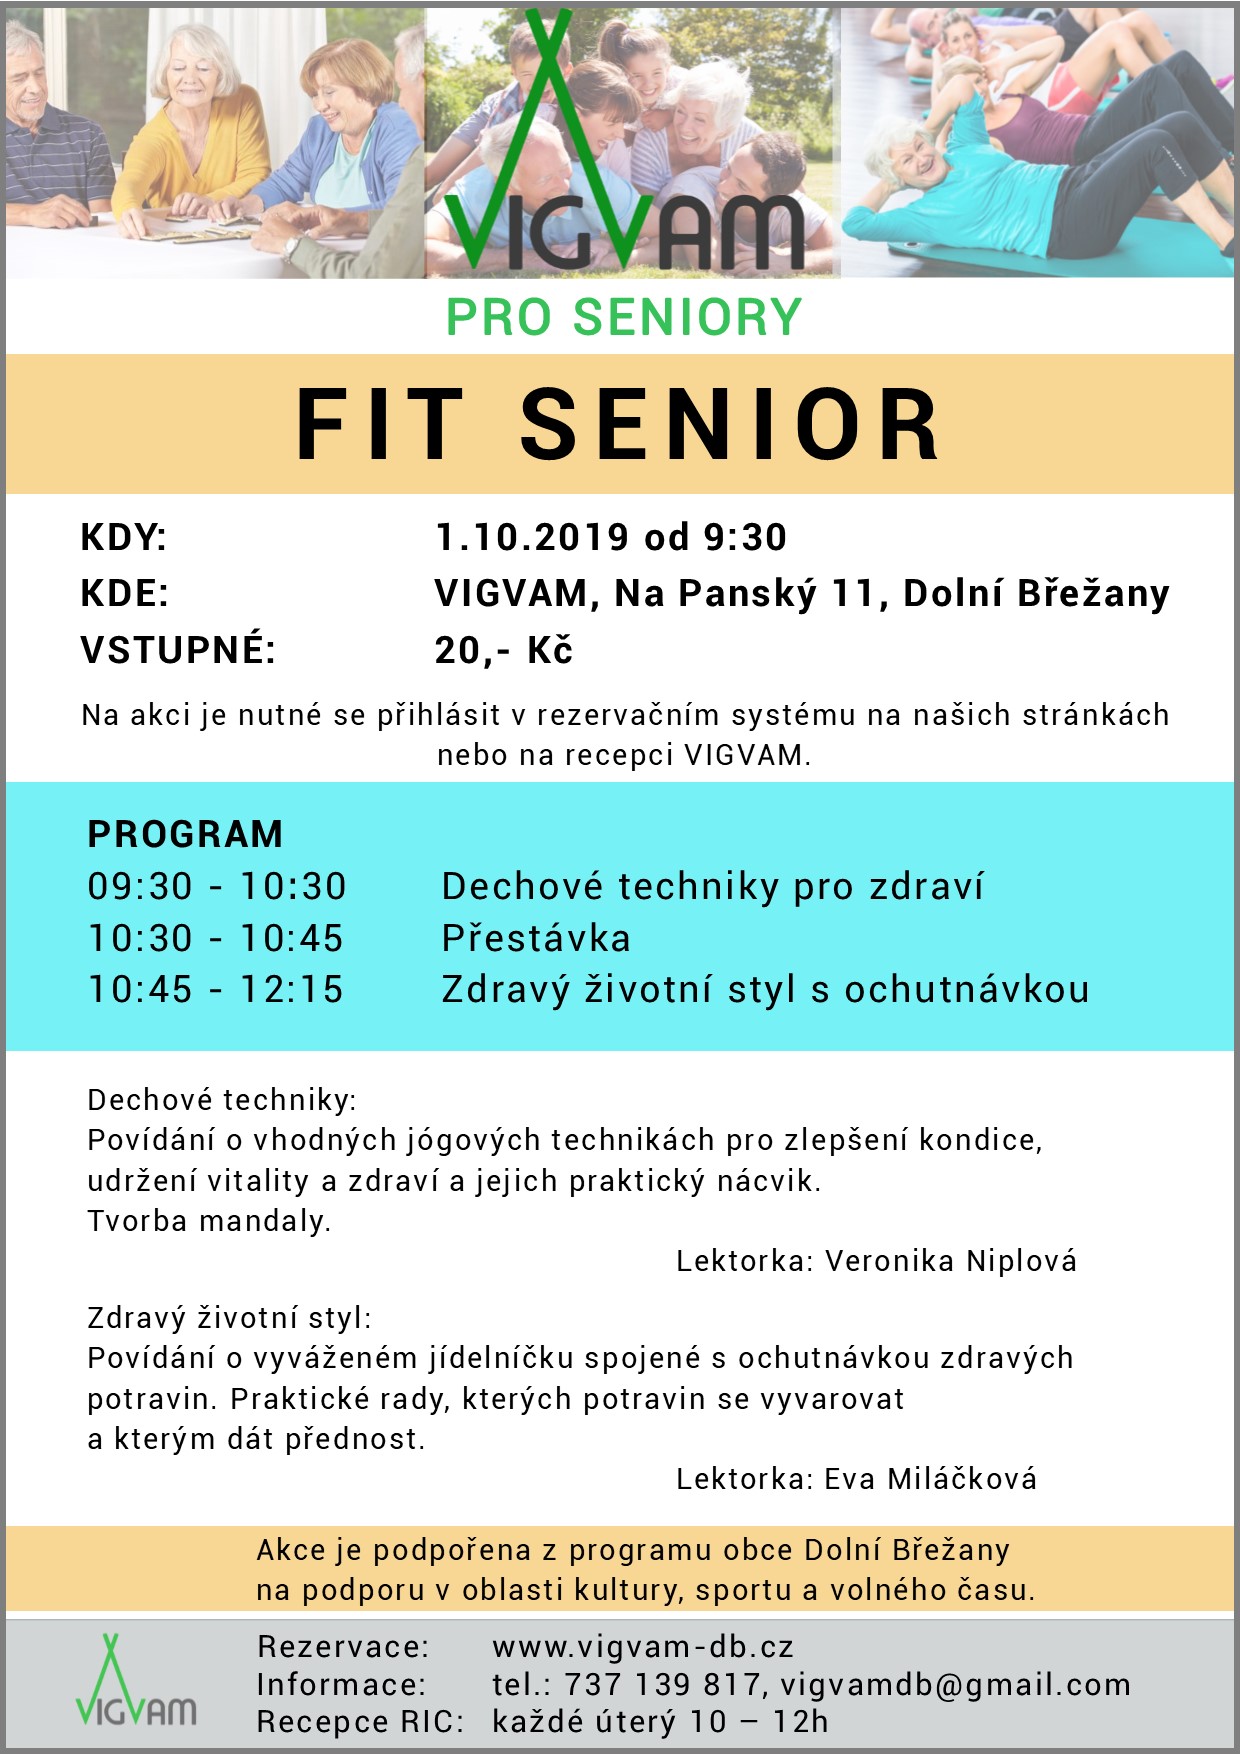 VIGVAM
PRO SENIORY
FIT SENIOR
KDY: 1.10.2019 od 9:30
KDE: VIGVAM, Na Panský 11, Dolní Břežany
VSTUPNÉ: 20,- Kč
Na akci je nutné se přihlásit v rezervačním systému na našich stránkách
nebo na recepci VIGVAM.
PROGRAM
09:30 - 10:30 Dechové techniky pro zdraví
10:30 - 10:45 Přestávka
10:45 - 12:15 Zdravý životní styl s ochutnávkou
Dechové techniky:
Povídání o vhodných jógových technikách pro zlepšení kondice,
udržení vitality a zdraví a jejich praktický nácvik.
Tvorba mandaly.
Lektorka: Veronika Niplová
Zdravý životní styl:
Povídání o vyváženém jídelníčku spojené s ochutnávkou zdravých
potravin. Praktické rady, kterých potravin se vyvarovat
a kterým dát přednost.
Lektorka: Eva Miláčková
Akce je podpořena z programu obce Dolní Břežany
na podporu v oblasti kultury, sportu a volného času.
VIGVAM
Rezervace: www.vigvam-db.cz
Informace: tel.: 737 139 817, vigvamdb@gmail.com
Recepce RIC: každé úterý 10 – 12h